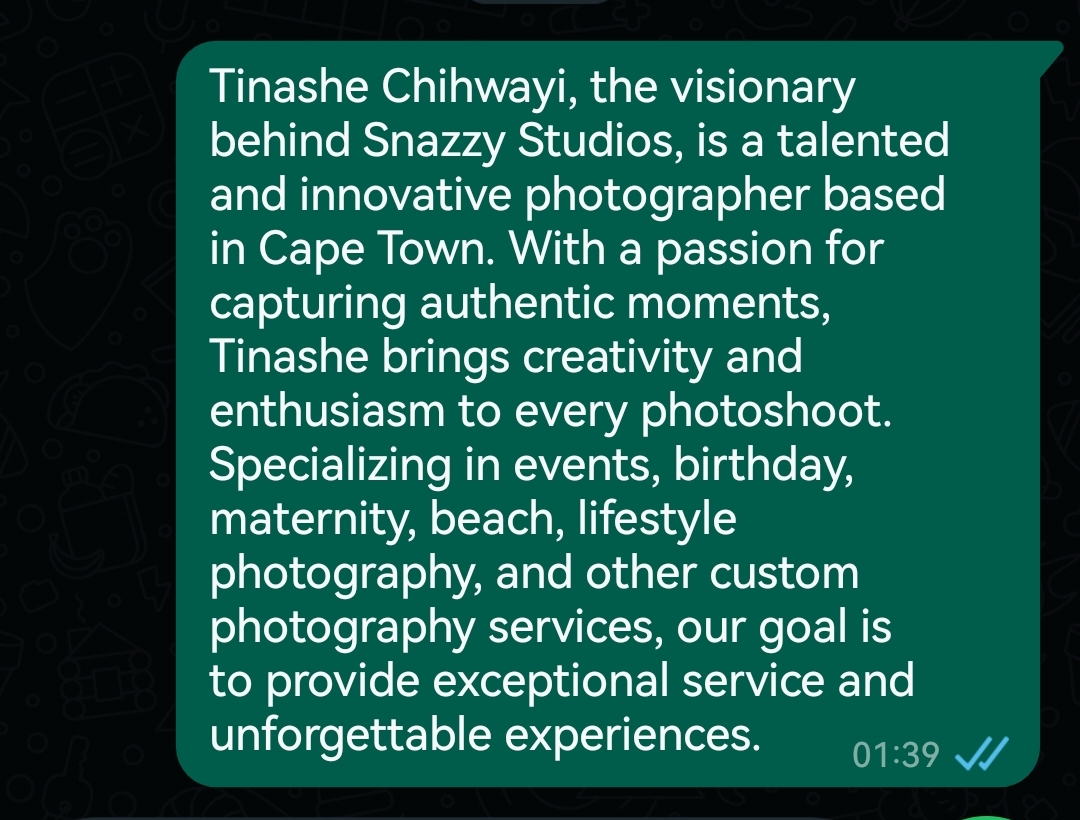 Tinashe Chihwayi, the visionary
behind Snazzy Studios, is a talented
and innovative photographer based
in Cape Town. With a passion for
capturing authentic moments,
Tinashe brings creativity and
enthusiasm to every photoshoot.
Specializing in events, birthday,
maternity, beach, lifestyle
photography, and other custom
photography services, our goal is
to provide exceptional service and
unforgettable experiences.
01:39